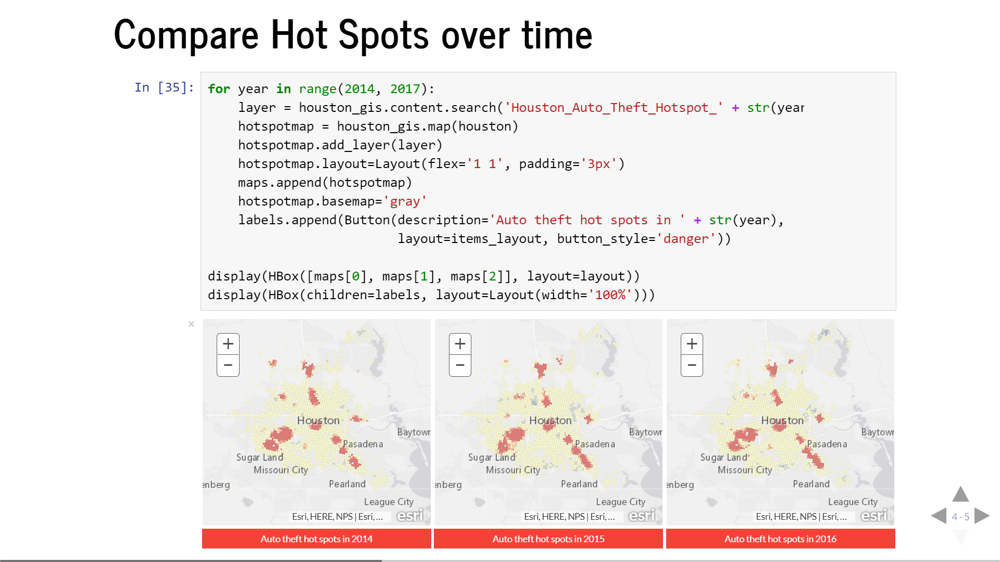 Compare Hot Spots over time
In [35]:
for year in range(2014, 2017):
    layer = houston_gis.content.search('Houston_Auto_Theft_Hotspot_' + str(year
    hotspotmap = houston_gis.map(houston)
    hotspotmap.add_layer(layer)
    hotspotmap.layout=Layout(flex='1 1', padding='3px')
    maps.append(hotspotmap)
    hotspotmap.basemap='gray'
    labels.append(Button(description='Auto theft hot spots in ' + str(year),
                         layout=items_layout, button_style='danger'))
display(HBox([maps[0], maps[1], maps[2]], layout=layout))
display(HBox(children=labels, layout=Layout(width='100%')))
×
+
−
Houston
Baytown
Pasadena
Sugar Land
Missouri City
enberg
Pearland
League City
Esri, HERE, NPS | Esri, ...
esri
Auto theft hot spots in 2014
+
−
Houston
Baytown
Pasadena
Sugar Land
Missouri City
enberg
Pearland
League City
Esri, HERE, NPS | Esri, ...
esri
Auto theft hot spots in 2015
+
−
Houston
Baytown
Pasadena
Sugar Land
Missouri City
enberg
Pearland
League City
Esri, HERE, NPS | Esri, ...
esri
Auto theft hot spots in 2016
4-5